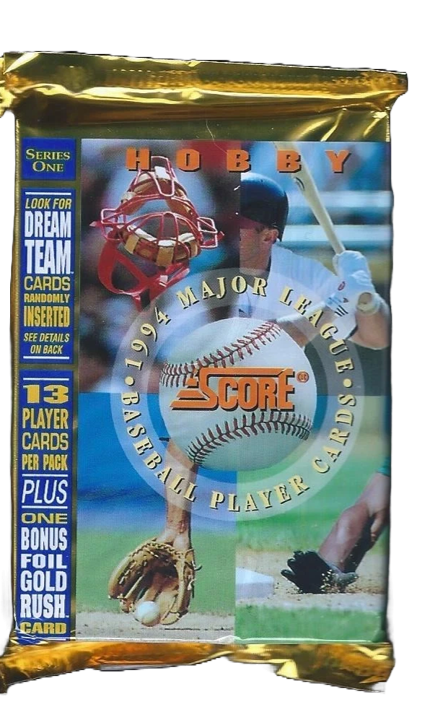 SERIES
ONE
HOBBY
LOOK FOR
DREAM
TEAM
CARDS
RANDOMLY
INSERTED
SEE DETAILS
ON BACK
13
PLAYER
CARDS
PER PACK
PLUS
ONE
BONUS
FOIL
GOLD
RUSH
CARD
• 1994 MAJOR LEAGUE •
SCORE
BASEBALL PLAYER CARDS